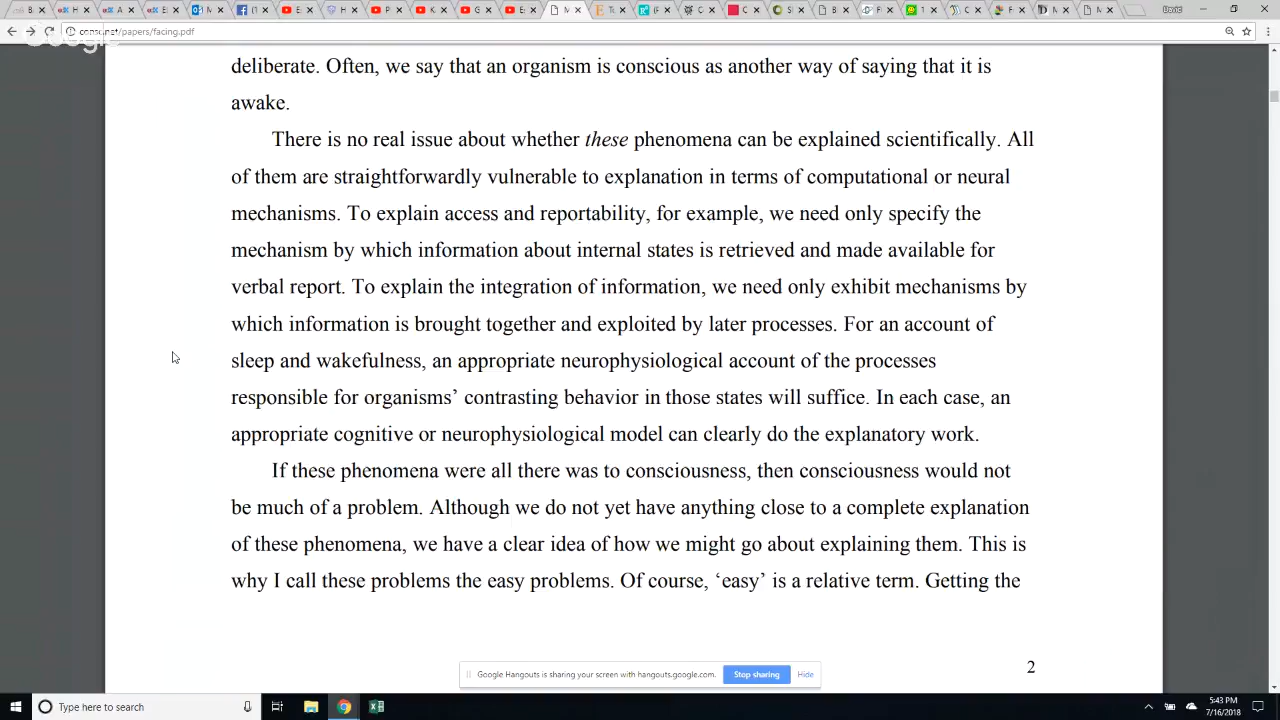 B
H
A
E
N
(T
E
H
P
K
G
E
M
E Tu
(F
C
C
S
B
F
T
C
F
D
M
consc.net/papers/facing.pdf
Google
deliberate. Often, we say that an organism is conscious as another way of saying that it is
awake.
There is no real issue about whether these phenomena can be explained scientifically. All
of them are straightforwardly vulnerable to explanation in terms of computational or neural
mechanisms. To explain access and reportability, for example, we need only specify the
mechanism by which information about internal states is retrieved and made available for
verbal report. To explain the integration of information, we need only exhibit mechanisms by
which information is brought together and exploited by later processes. For an account of
sleep and wakefulness, an appropriate neurophysiological account of the processes
responsible for organisms’ contrasting behavior in those states will suffice. In each case, an
appropriate cognitive or neurophysiological model can clearly do the explanatory work.
If these phenomena were all there was to consciousness, then consciousness would not
be much of a problem. Although we do not yet have anything close to a complete explanation
of these phenomena, we have a clear idea of how we might go about explaining them. This is
why I call these problems the easy problems. Of course, ‘easy’ is a relative term. Getting the
2
Google Hangouts is sharing your screen with hangouts.google.com. Stop sharing Hide
Type here to search
5:43 PM
7/16/2018